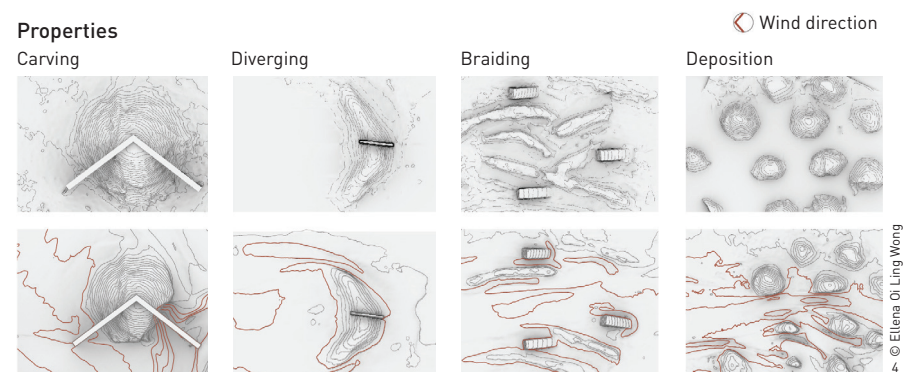 Properties
Wind direction
Carving
Diverging
Braiding
Deposition
4 © Ellena Oi Ling Wong